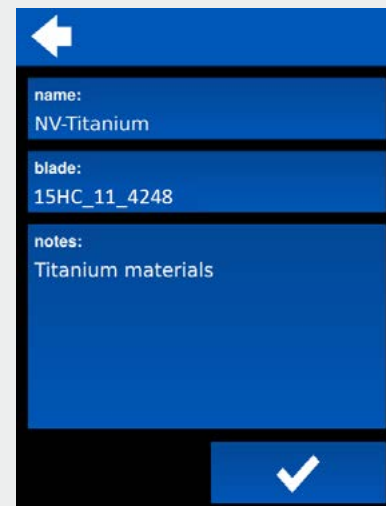 name:
NV-Titanium
blade:
15HC_11_4248
notes:
Titanium materials